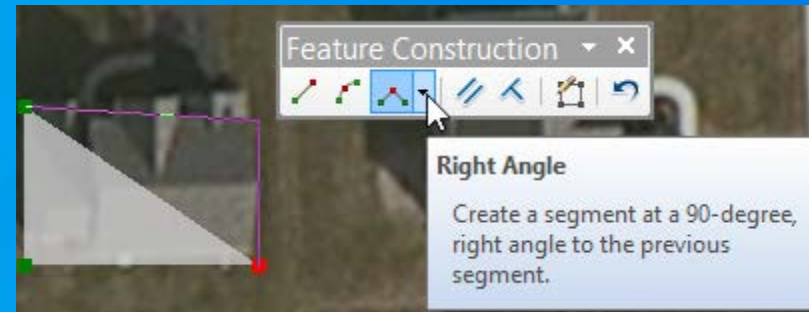 Feature Construction
Right Angle
Create a segment at a 90-degree,
right angle to the previous
segment.